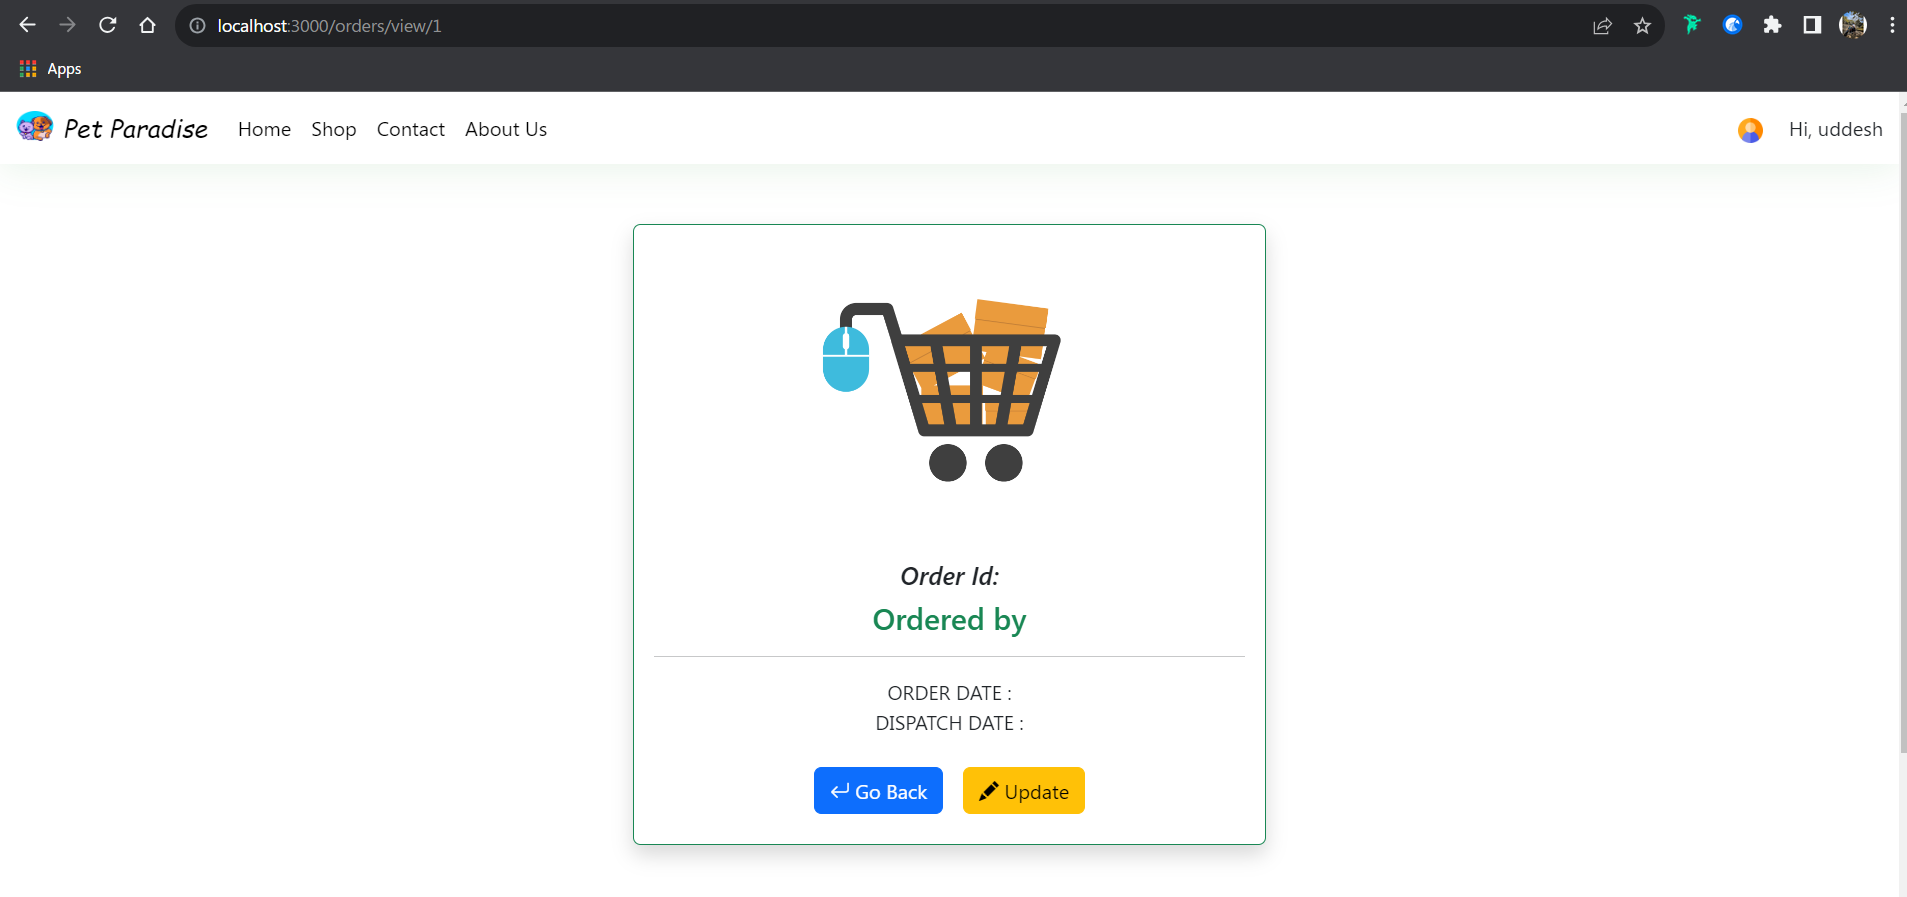 localhost:3000/orders/view/1
Apps
Pet Paradise Home Shop Contact About Us Hi, uddesh
Order Id:
Ordered by
ORDER DATE :
DISPATCH DATE :
Go Back Update